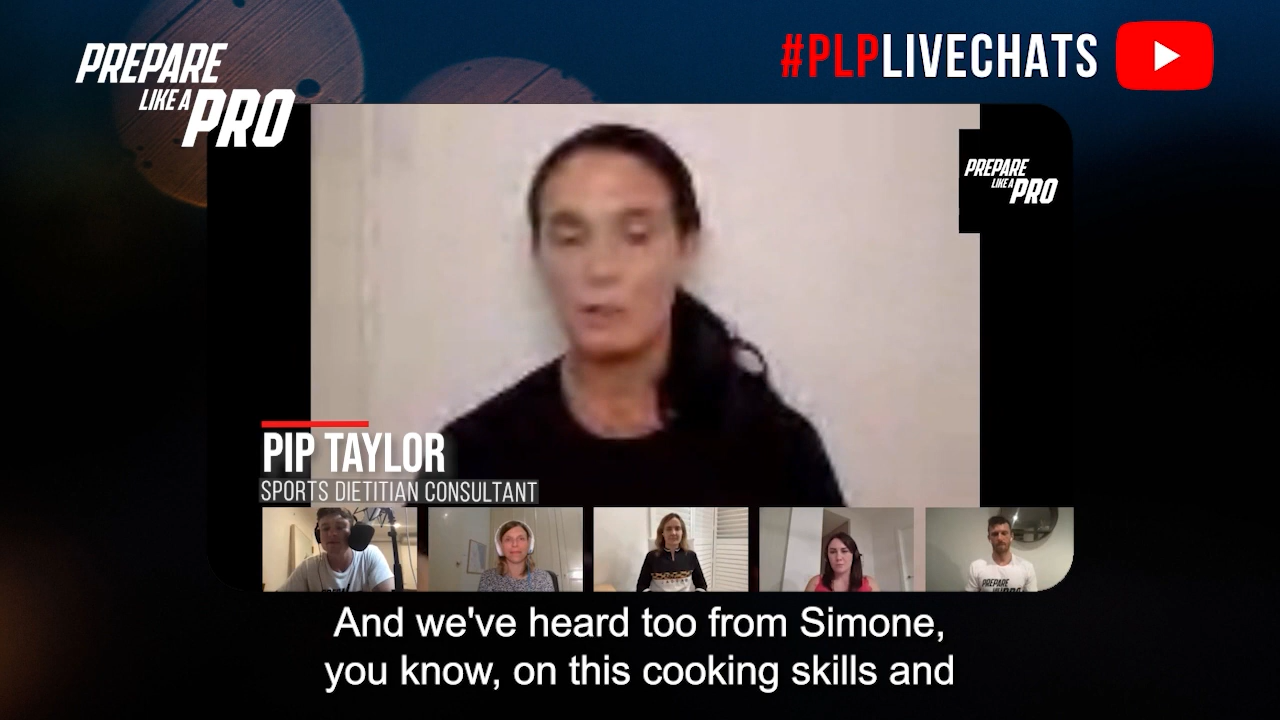 PREPARE
LIKE A
PRO
#PLPLIVECHATS
PREPARE
LIKE A
PRO
PIP TAYLOR
SPORTS DIETITIAN CONSULTANT
PREPARE
And we've heard too from Simone,
you know, on this cooking skills and